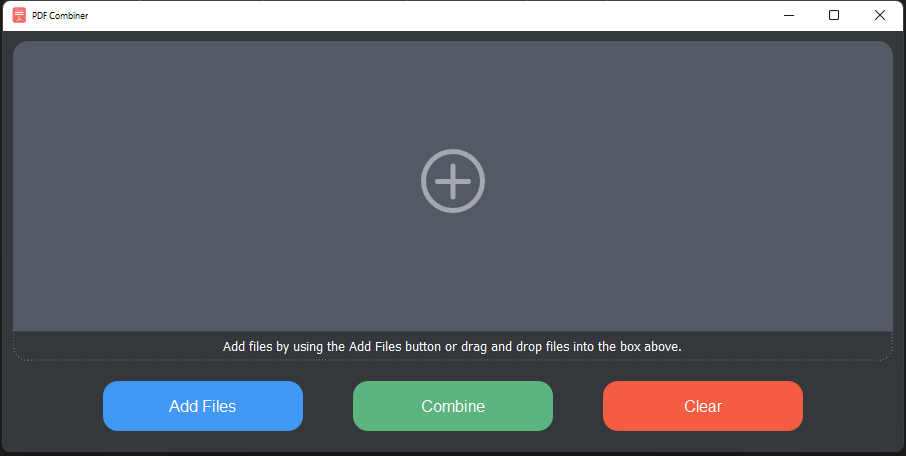 PDF Combiner
Add files by using the Add Files button or drag and drop files into the box above.
Add Files
Combine
Clear